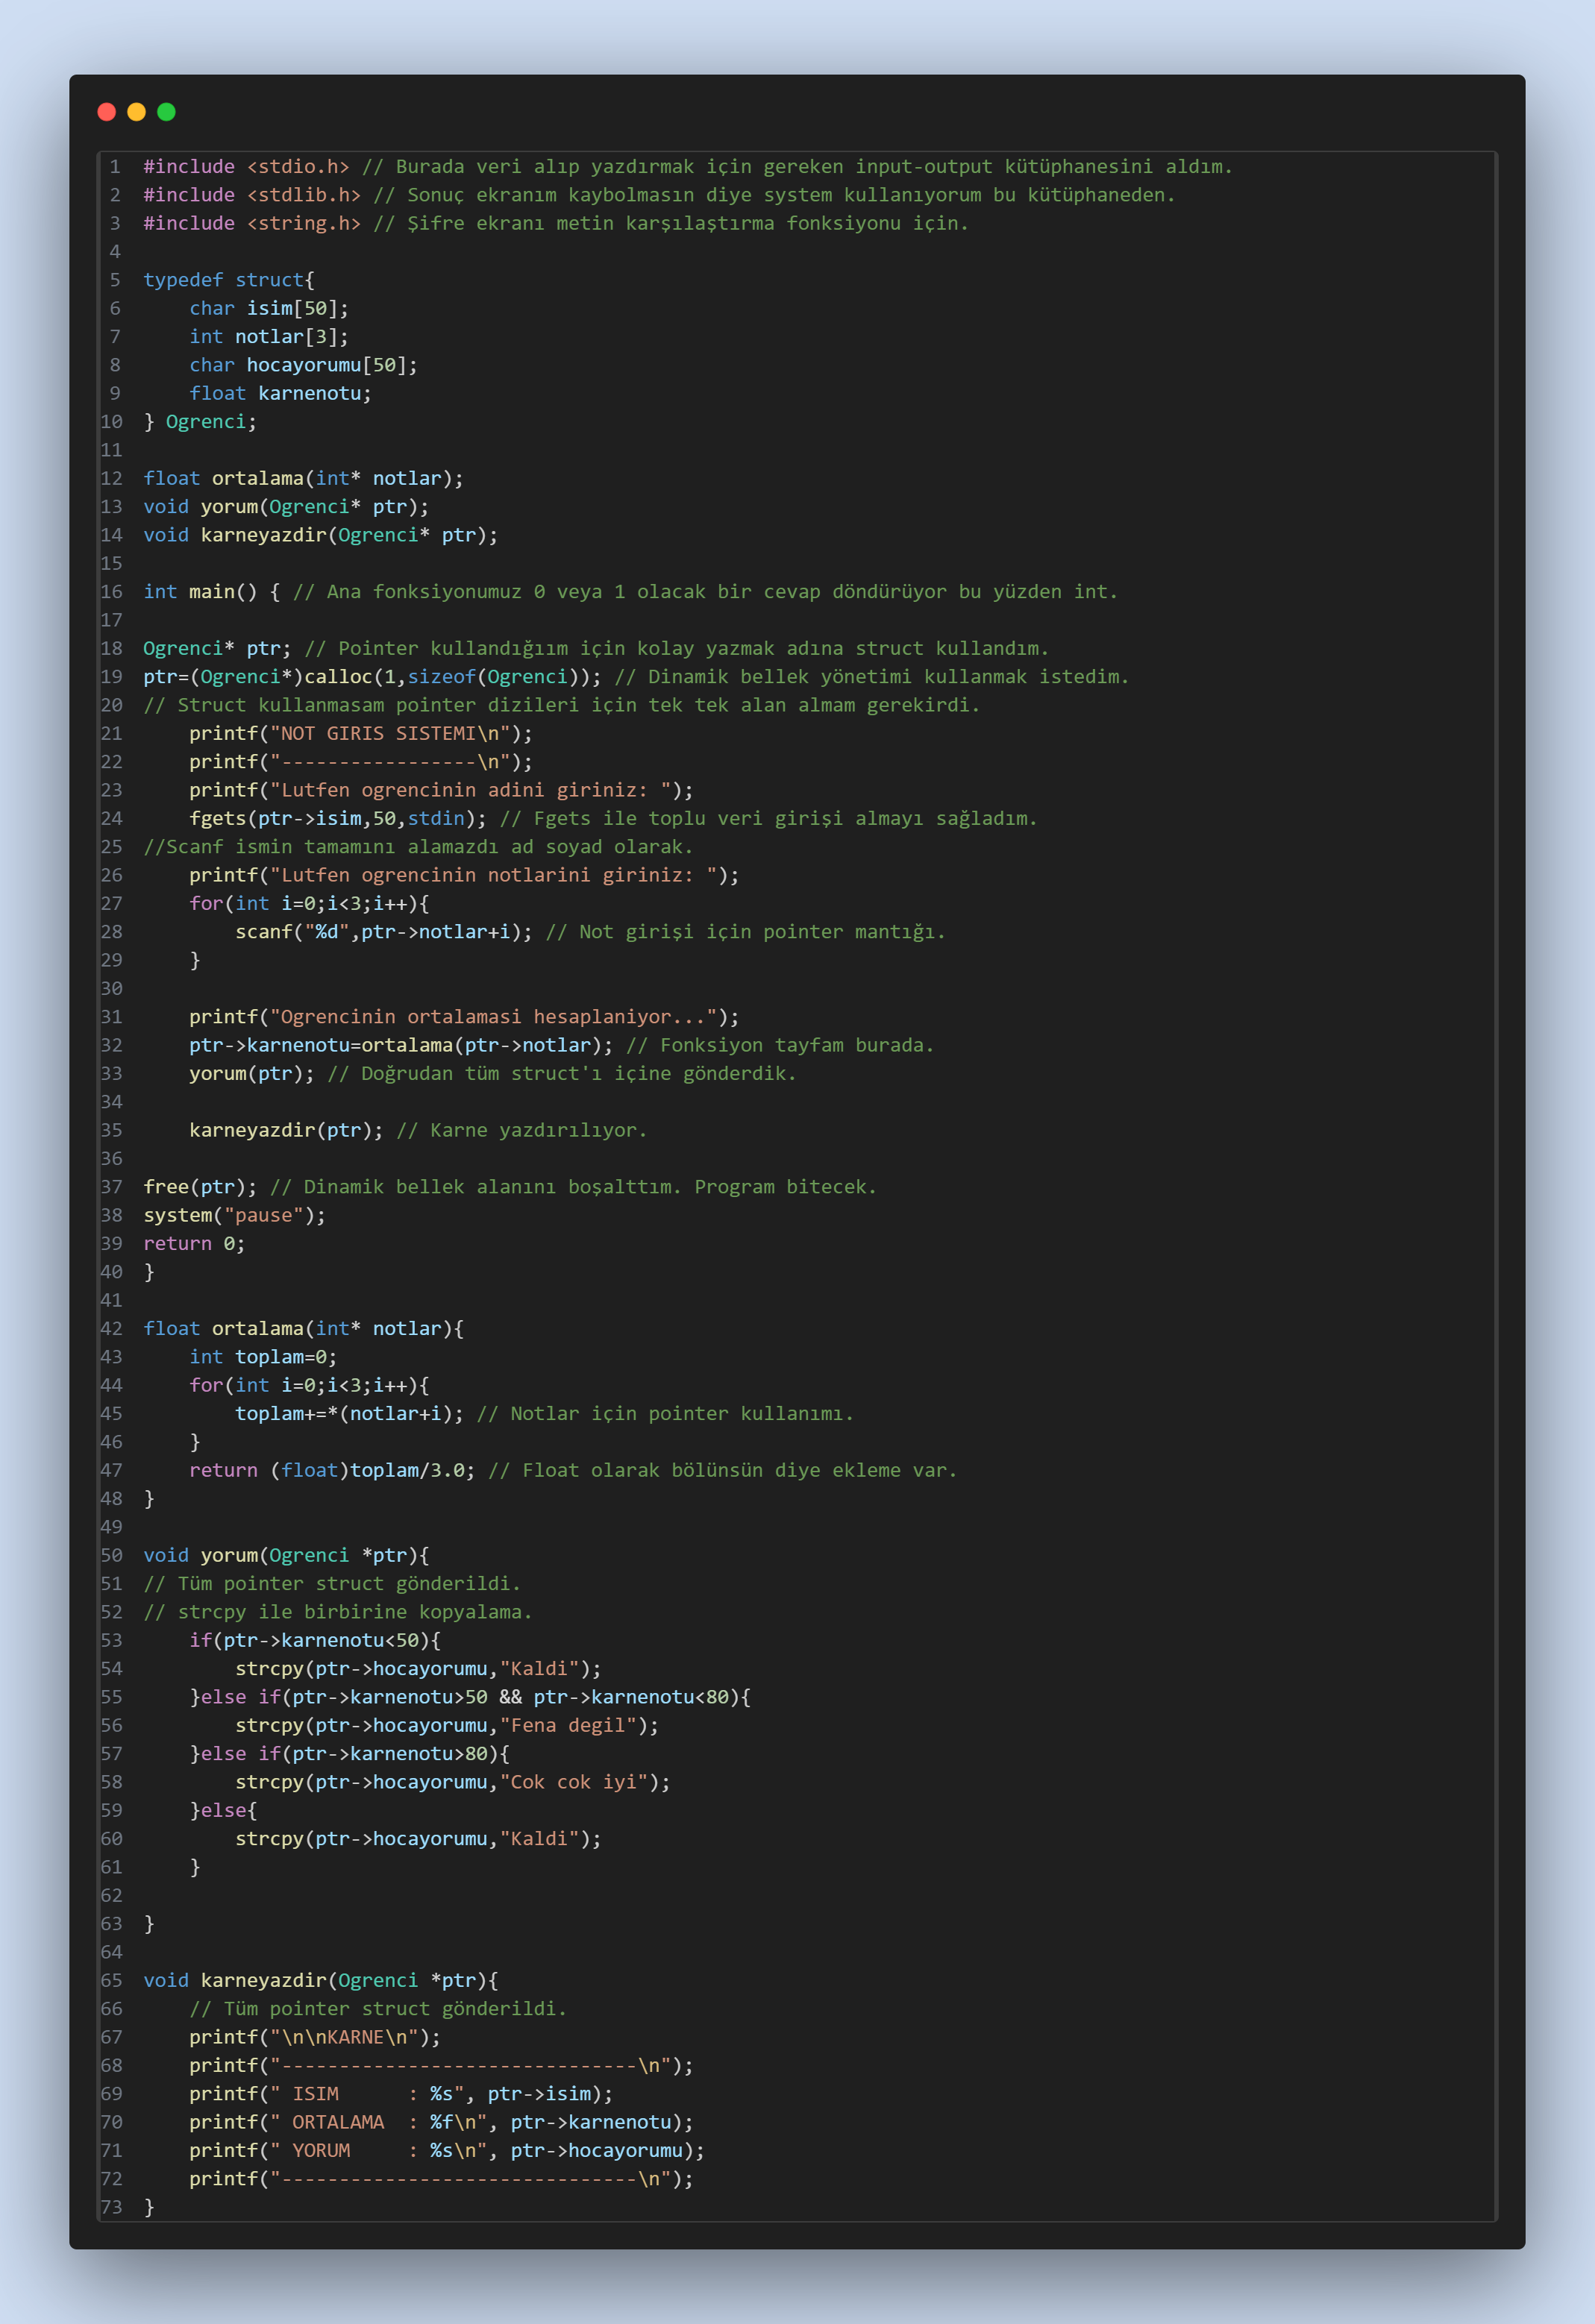 1 #include <stdio.h> // Burada veri alıp yazdırmak için gereken input-output kütüphanesini aldım.
2 #include <stdlib.h> // Sonuç ekranım kaybolmasın diye system kullanıyorum bu kütüphaneden.
3 #include <string.h> // Şifre ekranı metin karşılaştırma fonksiyonu için.
4
5 typedef struct{
6     char isim[50];
7     int notlar[3];
8     char hocayorumu[50];
9     float karnenotu;
10 } Ogrenci;
11
12 float ortalama(int* notlar);
13 void yorum(Ogrenci* ptr);
14 void karneyazdir(Ogrenci* ptr);
15
16 int main() { // Ana fonksiyonumuz 0 veya 1 olacak bir cevap döndürüyor bu yüzden int.
17
18 Ogrenci* ptr; // Pointer kullandığıım için kolay yazmak adına struct kullandım.
19 ptr=(Ogrenci*)calloc(1,sizeof(Ogrenci)); // Dinamik bellek yönetimi kullanmak istedim.
20 // Struct kullanmasam pointer dizileri için tek tek alan almam gerekirdi.
21     printf("NOT GIRIS SISTEMI\n");
22     printf("-----------------\n");
23     printf("Lutfen ogrencinin adini giriniz: ");
24     fgets(ptr->isim,50,stdin); // Fgets ile toplu veri girişi almayı sağladım.
25 //Scanf ismin tamamını alamazdı ad soyad olarak.
26     printf("Lutfen ogrencinin notlarini giriniz: ");
27     for(int i=0;i<3;i++){
28         scanf("%d",ptr->notlar+i); // Not girişi için pointer mantığı.
29     }
30
31     printf("Ogrencinin ortalamasi hesaplaniyor...");
32     ptr->karnenotu=ortalama(ptr->notlar); // Fonksiyon tayfam burada.
33     yorum(ptr); // Doğrudan tüm struct'ı içine gönderdik.
34
35     karneyazdir(ptr); // Karne yazdırılıyor.
36
37 free(ptr); // Dinamik bellek alanını boşalttım. Program bitecek.
38 system("pause");
39 return 0;
40 }
41
42 float ortalama(int* notlar){
43     int toplam=0;
44     for(int i=0;i<3;i++){
45         toplam+=*(notlar+i); // Notlar için pointer kullanımı.
46     }
47     return (float)toplam/3.0; // Float olarak bölünsün diye ekleme var.
48 }
49
50 void yorum(Ogrenci *ptr){
51 // Tüm pointer struct gönderildi.
52 // strcpy ile birbirine kopyalama.
53     if(ptr->karnenotu<50){
54         strcpy(ptr->hocayorumu,"Kaldi");
55     }else if(ptr->karnenotu>50 && ptr->karnenotu<80){
56         strcpy(ptr->hocayorumu,"Fena degil");
57     }else if(ptr->karnenotu>80){
58         strcpy(ptr->hocayorumu,"Cok cok iyi");
59     }else{
60         strcpy(ptr->hocayorumu,"Kaldi");
61     }
62
63 }
64
65 void karneyazdir(Ogrenci *ptr){
66     // Tüm pointer struct gönderildi.
67     printf("\n\nKARNE\n");
68     printf("-------------------------------\n");
69     printf(" ISIM      : %s", ptr->isim);
70     printf(" ORTALAMA  : %f\n", ptr->karnenotu);
71     printf(" YORUM     : %s\n", ptr->hocayorumu);
72     printf("-------------------------------\n");
73 }